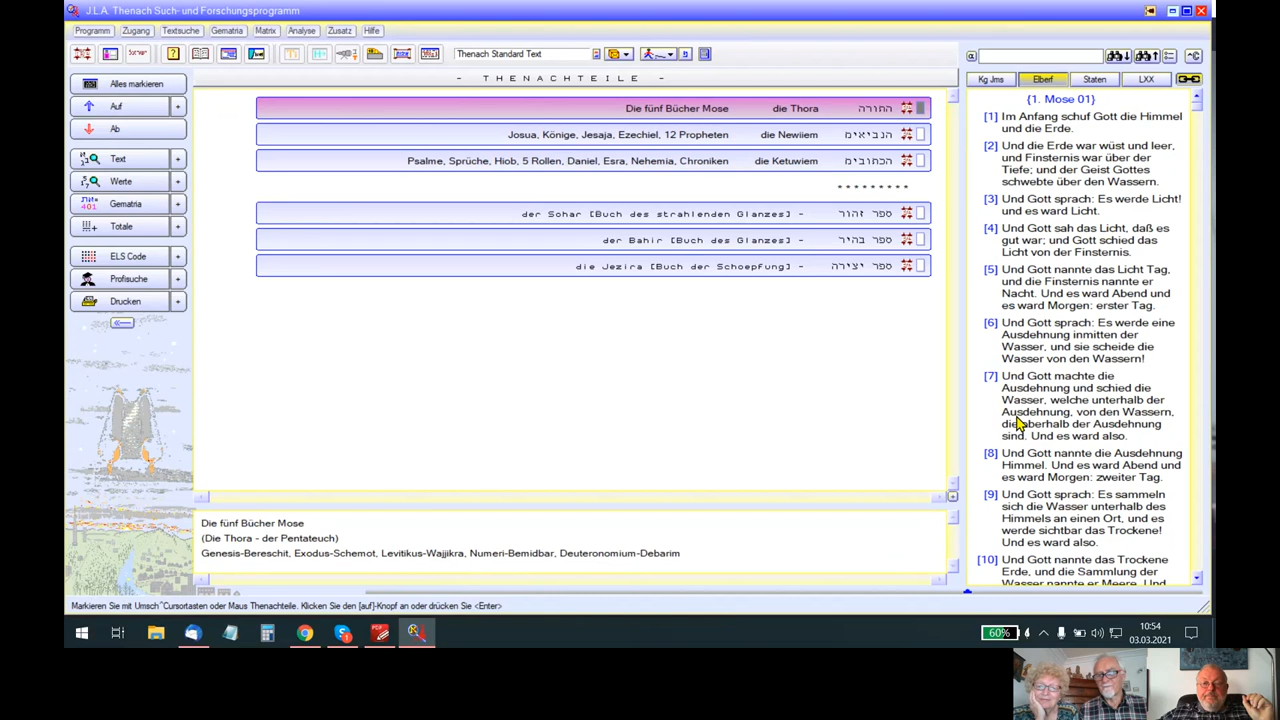 J.L.A. Thenach Such- und Forschungsprogramm
Programm Zugang Textsuche Gematria Matrix Analyse Zusatz Hilfe
Thenach Standard Text
Alles markieren
Auf
Ab
Text
Werte
Gematria
Totale
ELS Code
Profisuche
Drucken
- THENACHTEILE -
Die fünf Bücher Mose die Thora התורה
Josua, Könige, Jesaja, Ezechiel, 12 Propheten die Newiiem הנביאים
Psalme, Sprüche, Hiob, 5 Rollen, Daniel, Esra, Nehemia, Chroniken die Ketuwiem הכתובים
*********
der Sohar [Buch des strahlenden Glanzes] - ספר זהור
der Bahir [Buch des Glanzes] - ספר בהיר
die Jezira [Buch der Schoepfung] - ספר יצירה
Die fünf Bücher Mose
(Die Thora - der Pentateuch)
Genesis-Bereschit, Exodus-Schemot, Levitikus-Wajjikra, Numeri-Bemidbar, Deuteronomium-Debarim
Kg Jms Elberf Staten LXX
{1. Mose 01}
[1] Im Anfang schuf Gott die Himmel
und die Erde.
[2] Und die Erde war wüst und leer,
und Finsternis war über der
Tiefe; und der Geist Gottes
schwebte über den Wassern.
[3] Und Gott sprach: Es werde Licht!
und es ward Licht.
[4] Und Gott sah das Licht, daß es
gut war; und Gott schied das
Licht von der Finsternis.
[5] Und Gott nannte das Licht Tag,
und die Finsternis nannte er
Nacht. Und es ward Abend und
es ward Morgen: erster Tag.
[6] Und Gott sprach: Es werde eine
Ausdehnung inmitten der
Wasser, und sie scheide die
Wasser von den Wassern!
[7] Und Gott machte die
Ausdehnung und schied die
Wasser, welche unterhalb der
Ausdehnung, von den Wassern,
die oberhalb der Ausdehnung
sind. Und es ward also.
[8] Und Gott nannte die Ausdehnung
Himmel. Und es ward Abend und
es ward Morgen: zweiter Tag.
[9] Und Gott sprach: Es sammeln
sich die Wasser unterhalb des
Himmels an einen Ort, und es
werde sichtbar das Trockene!
Und es ward also.
[10] Und Gott nannte das Trockene
Erde, und die Sammlung der
Wasser nannte er Meere. Und
Markieren Sie mit Umsch^Cursortasten oder Maus Thenachteile. Klicken Sie den [auf]-Knopf an oder drücken Sie <Enter>
60%
10:54
03.03.2021